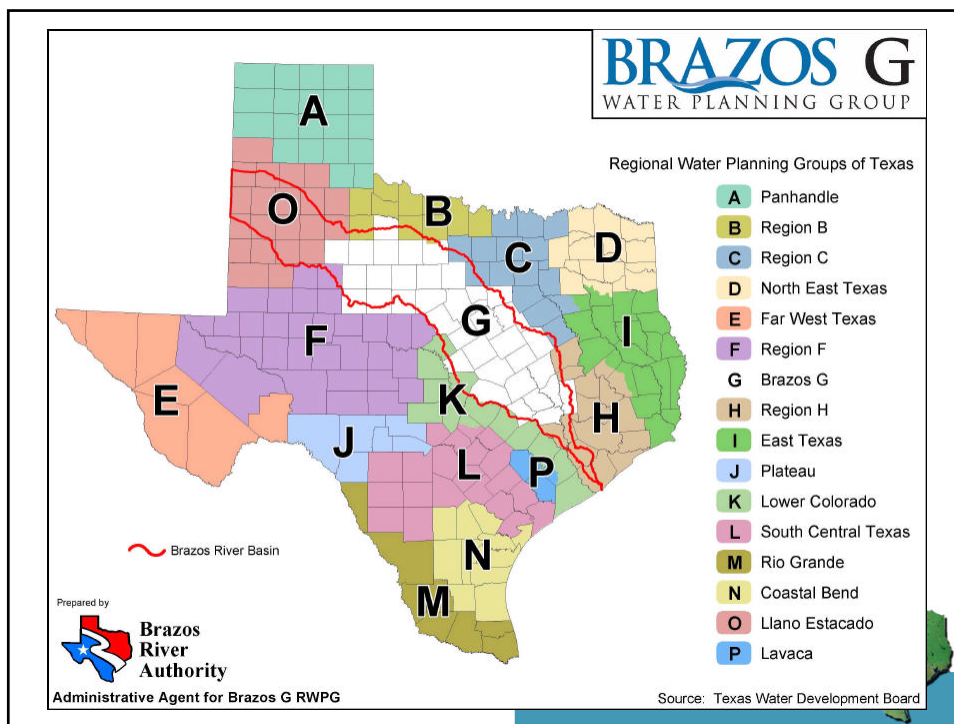 BRAZOS G
WATER PLANNING GROUP
Regional Water Planning Groups of Texas
A Panhandle
B Region B
C Region C
D North East Texas
E Far West Texas
F Region F
G Brazos G
H Region H
I East Texas
J Plateau
K Lower Colorado
L South Central Texas
M Rio Grande
N Coastal Bend
O Llano Estacado
P Lavaca
A
O
B
C
D
G
I
F
E
K
H
J
L
P
N
M
Brazos River Basin
Prepared by
Brazos
River
Authority
Administrative Agent for Brazos G RWPG
Source: Texas Water Development Board